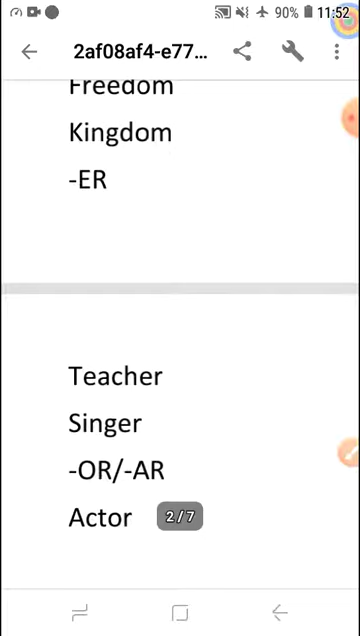 90% 11:52
2af08af4-e77...
Freedom
Kingdom
-ER
Teacher
Singer
-OR/-AR
Actor
2/7